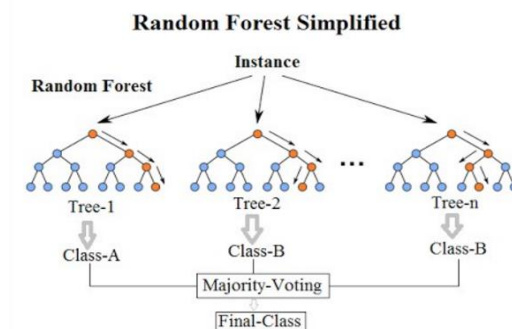 Random Forest Simplified
Instance
Random Forest
...
Tree-1
Tree-2
Tree-n
Class-A
Class-B
Class-B
Majority-Voting
Final-Class